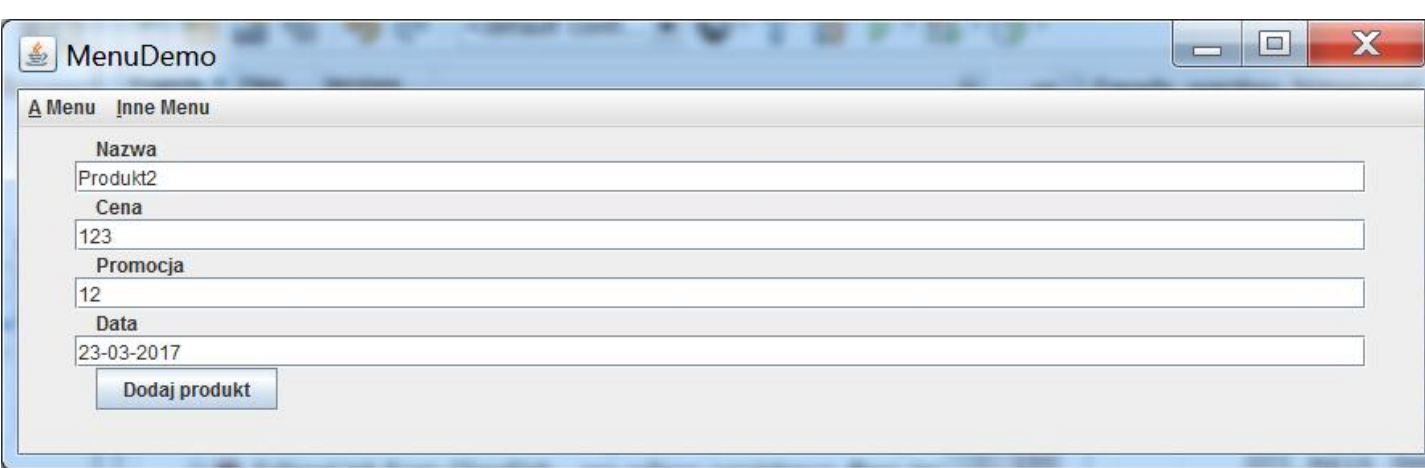 MenuDemo
A Menu Inne Menu
Nazwa
Produkt2
Cena
123
Promocja
12
Data
23-03-2017
Dodaj produkt